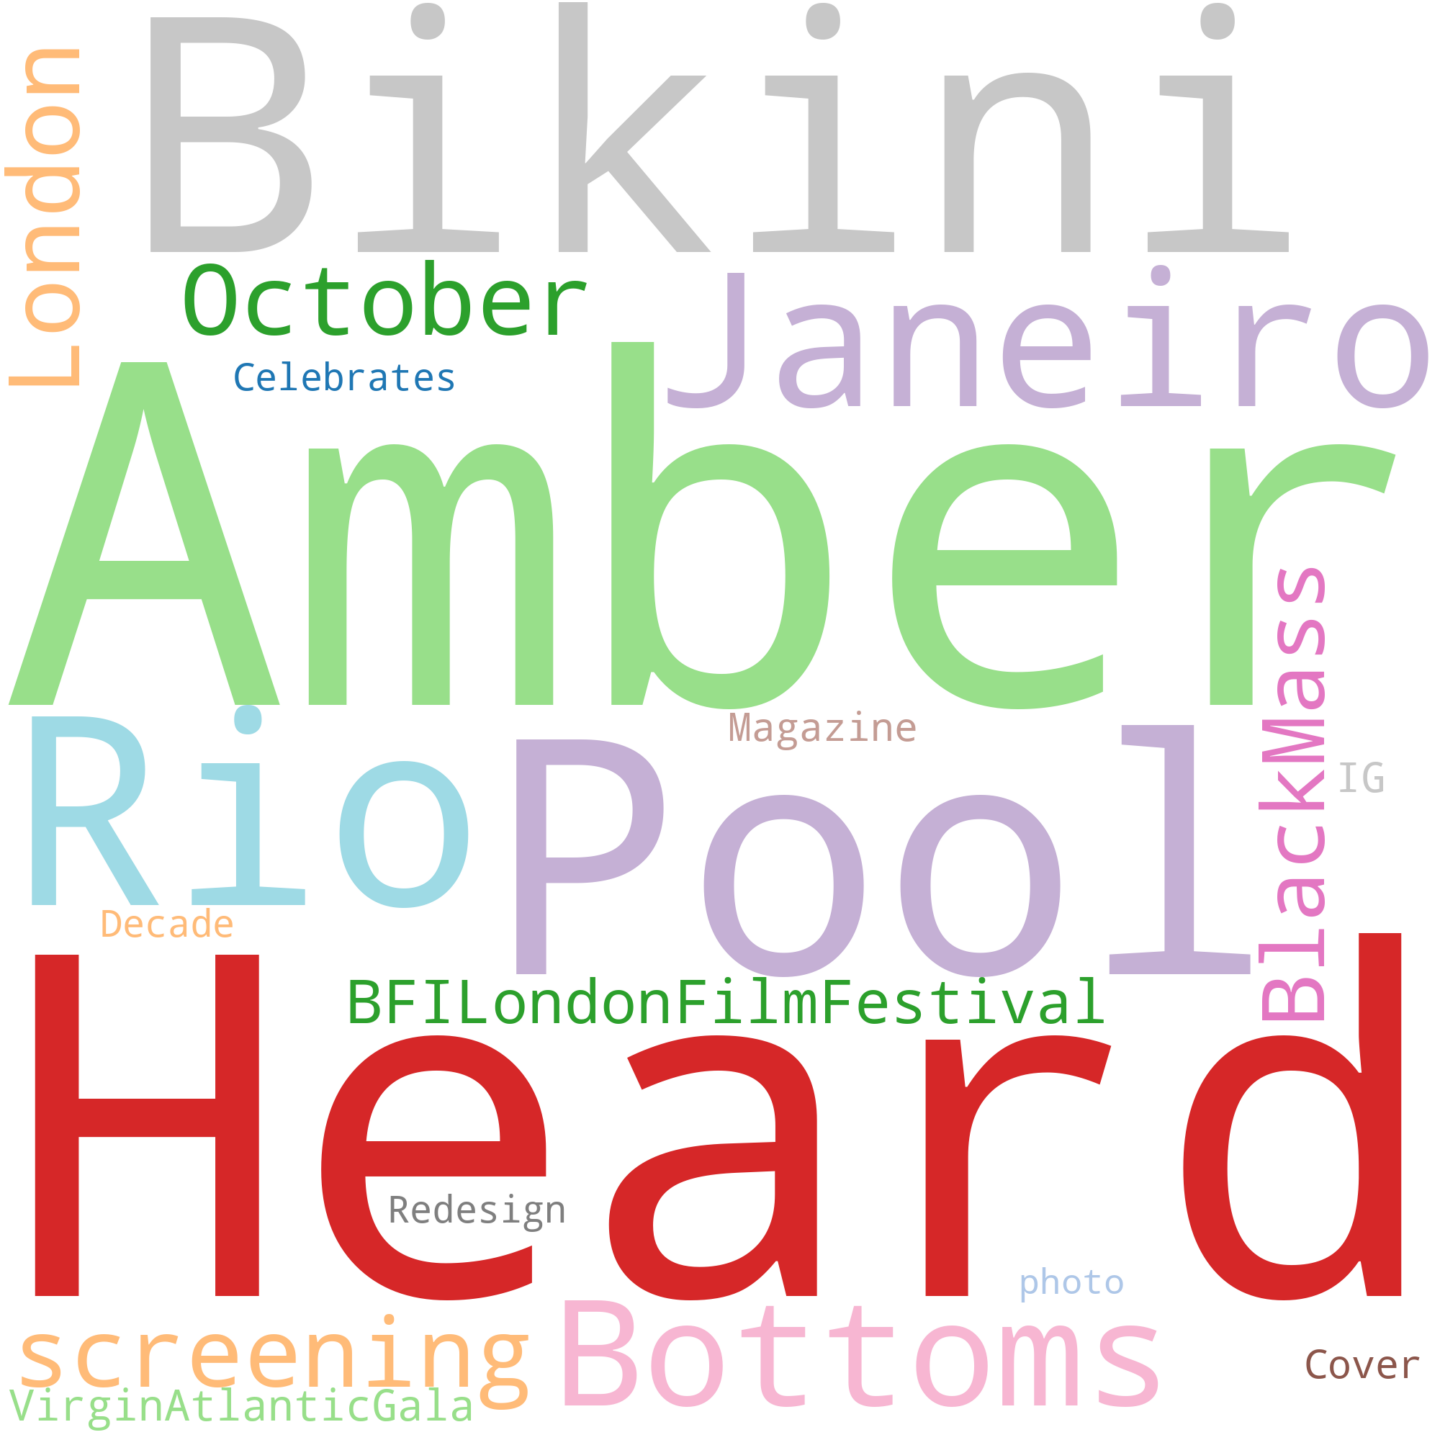 London
Bikini
October
Janeiro
Celebrates
Amber
BlackMass
Rio
Magazine
Pool
IG
Decade
BFILondonFilmFestival
Heard
Redesign
photo
screening
Bottoms
Cover
VirginAtlanticGala